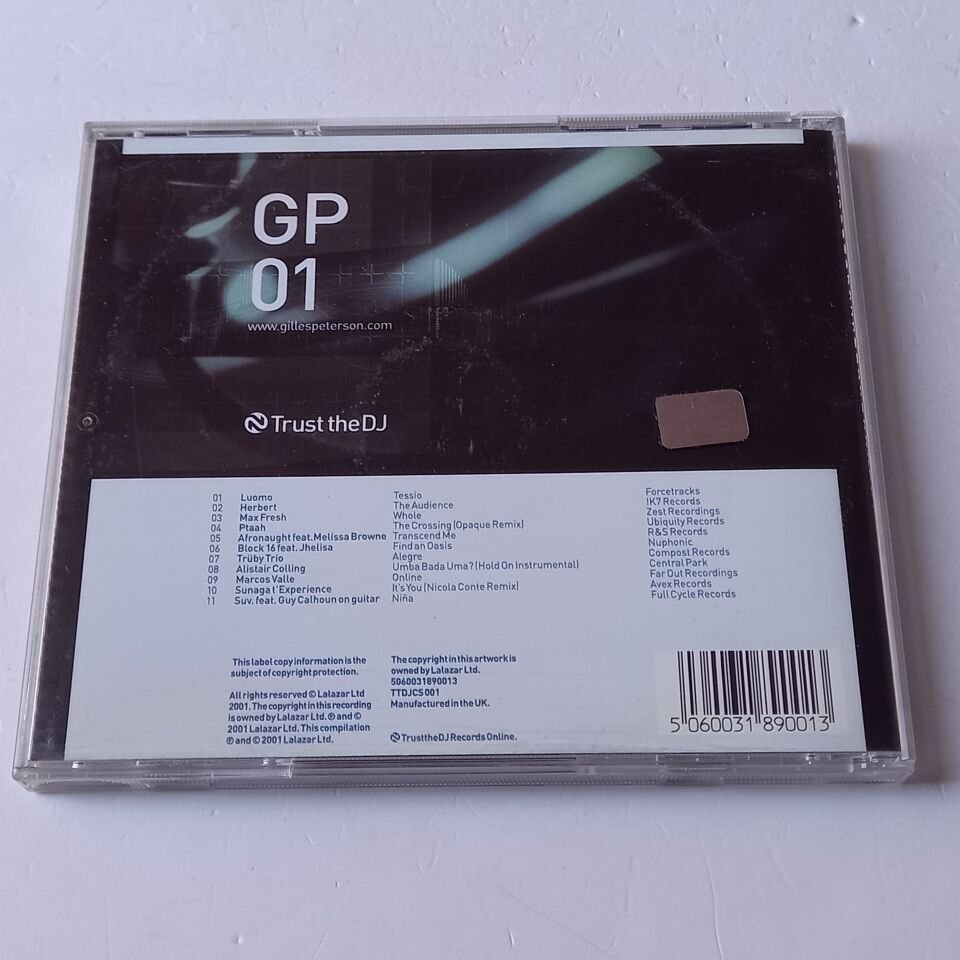 GP
01
www.gillespeterson.com
Trust the DJ
01 Luomo Tessio Forcetracks
02 Herbert The Audience !K7 Records
03 Max Fresh Whole Zest Recordings
04 Ptaah The Crossing (Opaque Remix) Ubiquity Records
05 Afronaught feat. Melissa Browne Transcend Me R&S Records
06 Block 16 feat. Jhelisa Find an Oasis Nuphonic
07 Trüby Trio Alegre Compost Records
08 Alistair Colling Umba Bada Uma? (Hold On Instrumental) Central Park
09 Marcos Valle Online Far Out Recordings
10 Sunaga t'Experience It's You (Nicola Conte Remix) Avex Records
11 Suv. feat. Guy Calhoun on guitar Niña Full Cycle Records
This label copy information is the
subject of copyright protection.
All rights reserved © Lalazar Ltd
2001. The copyright in this recording
is owned by Lalazar Ltd. ℗ and ©
2001 Lalazar Ltd. This compilation
℗ and © 2001 Lalazar Ltd.
The copyright in this artwork is
owned by Lalazar Ltd.
5060031890013
TTDJCS 001
Manufactured in the UK.
TrusttheDJ Records Online.
5 060031 890013